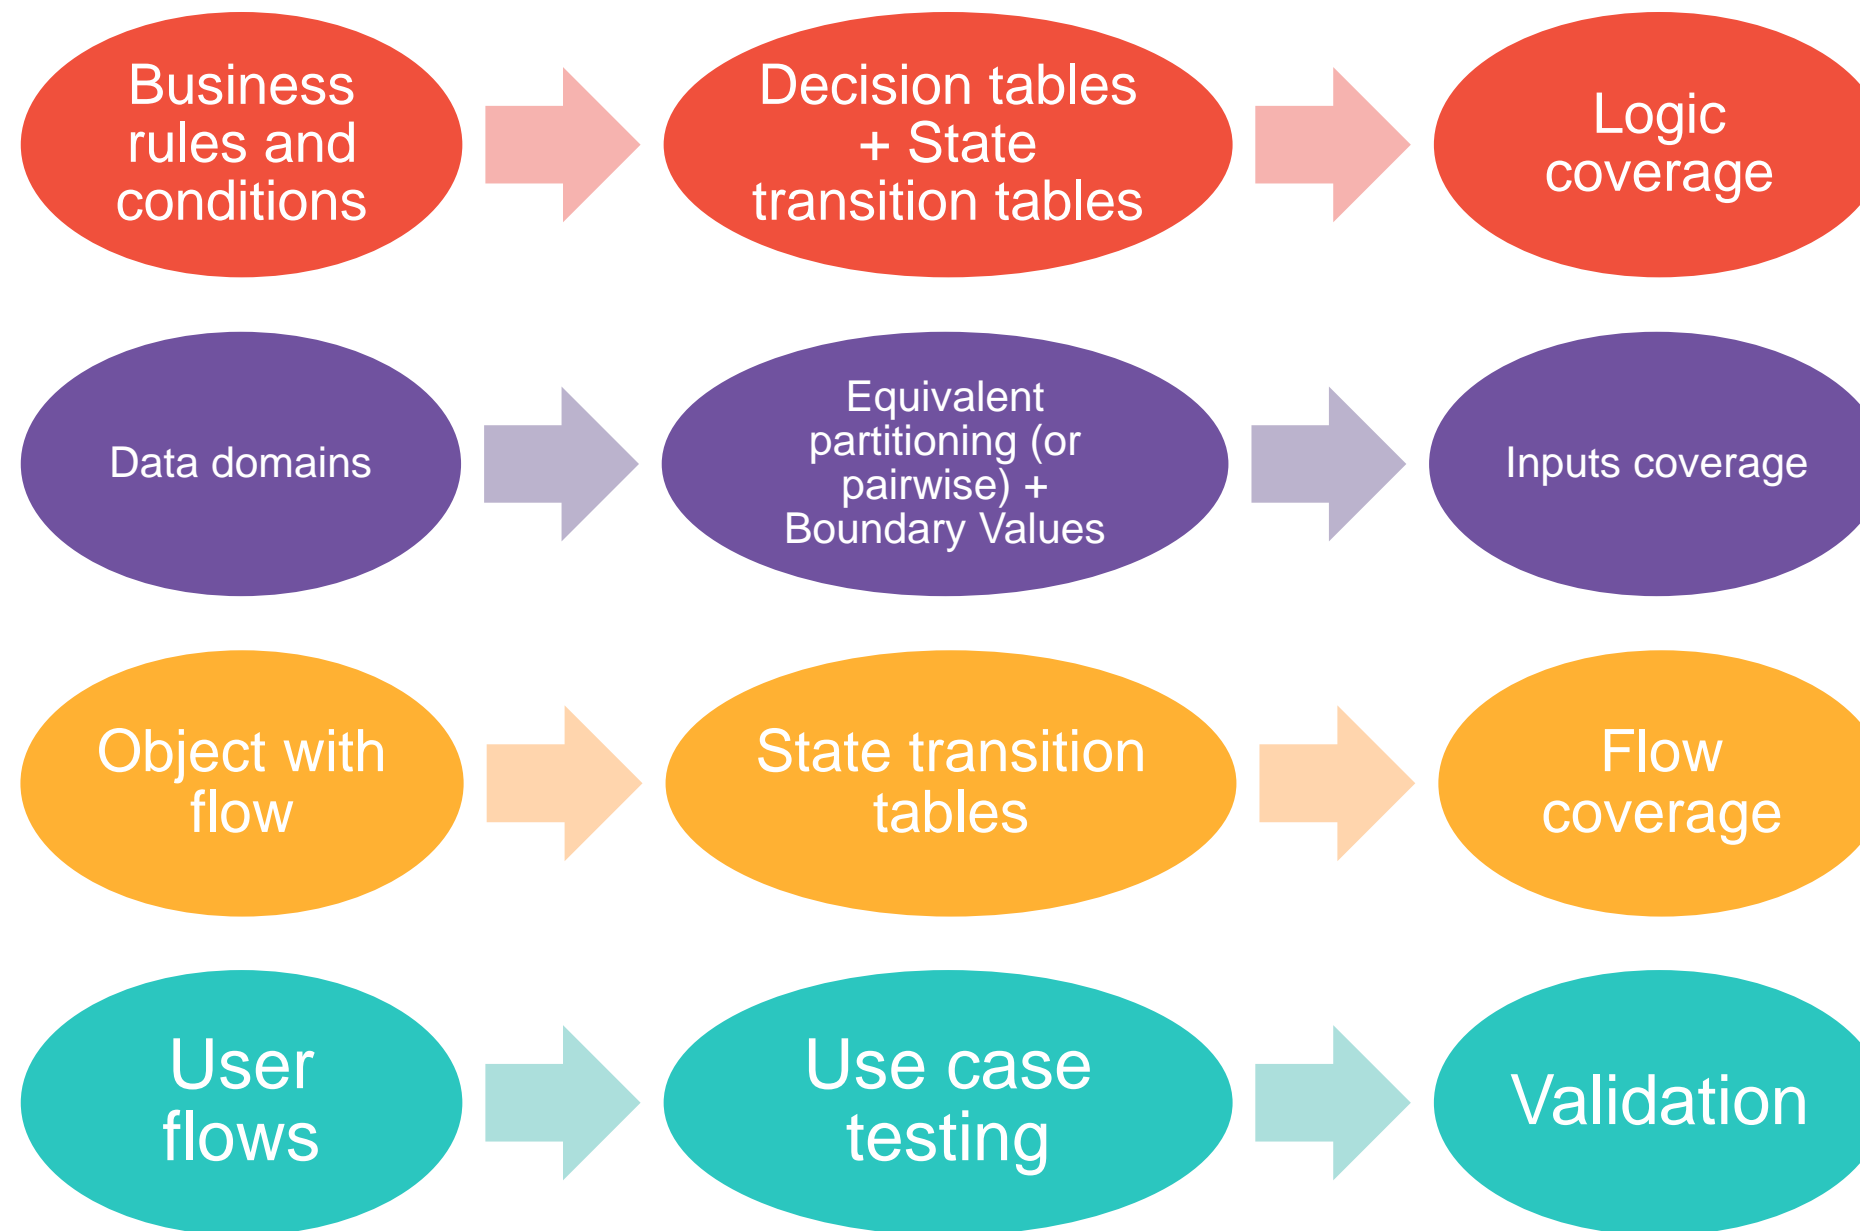 Business
rules and
conditions
Decision tables
+ State
transition tables
Logic
coverage
Data domains
Equivalent
partitioning (or
pairwise) +
Boundary Values
Inputs coverage
Object with
flow
State transition
tables
Flow
coverage
User
flows
Use case
testing
Validation